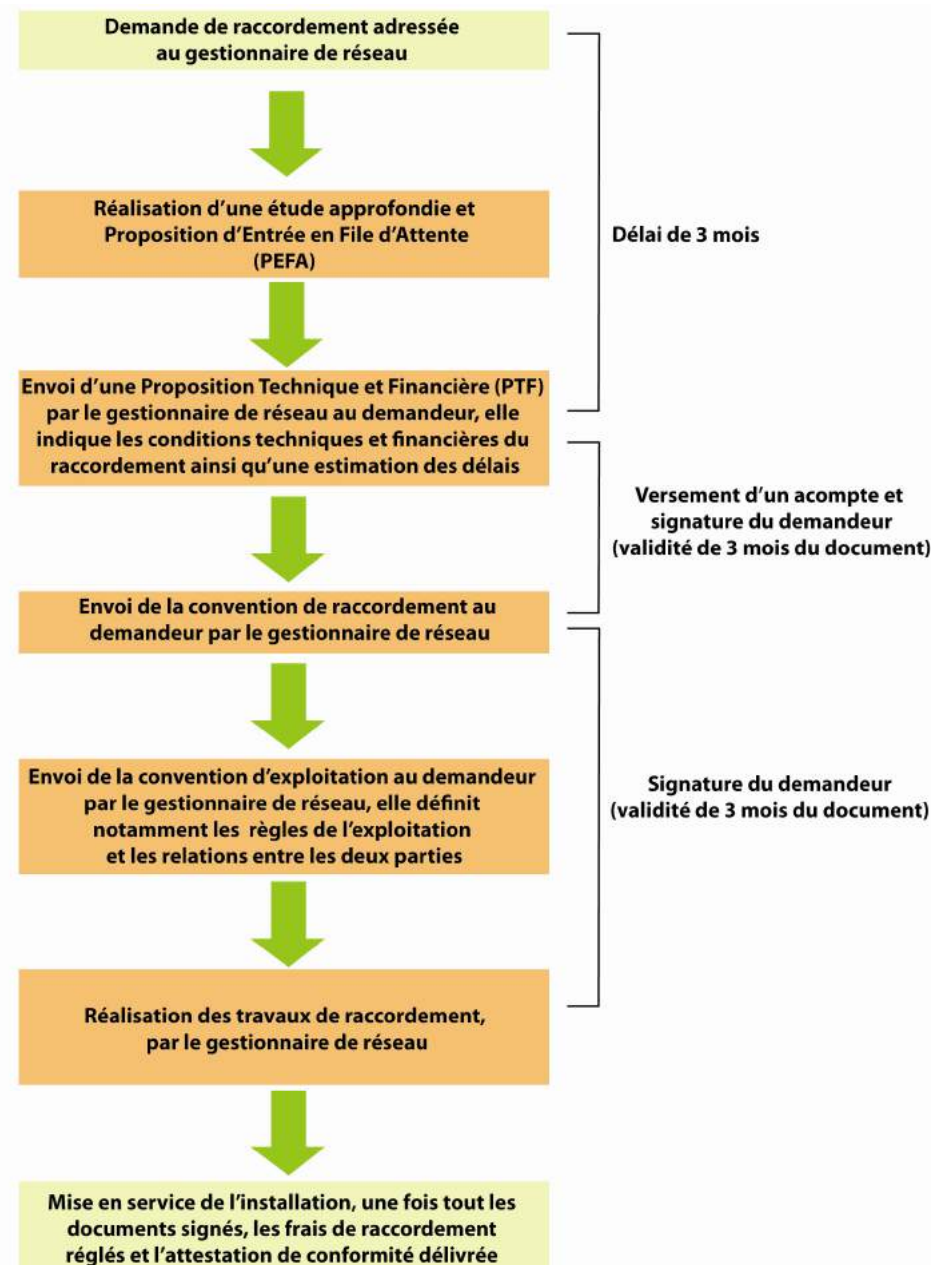 Demande de raccordement adressée
au gestionnaire de réseau
Réalisation d'une étude approfondie et
Proposition d'Entrée en File d'Attente
(PEFA)
Délai de 3 mois
Envoi d'une Proposition Technique et Financière (PTF)
par le gestionnaire de réseau au demandeur, elle
indique les conditions techniques et financières du
raccordement ainsi qu'une estimation des délais
Versement d'un acompte et
signature du demandeur
(validité de 3 mois du document)
Envoi de la convention de raccordement au
demandeur par le gestionnaire de réseau
Envoi de la convention d'exploitation au demandeur
par le gestionnaire de réseau, elle définit
notamment les règles de l'exploitation
et les relations entre les deux parties
Signature du demandeur
(validité de 3 mois du document)
Réalisation des travaux de raccordement,
par le gestionnaire de réseau
Mise en service de l'installation, une fois tout les
documents signés, les frais de raccordement
réglés et l'attestation de conformité délivrée